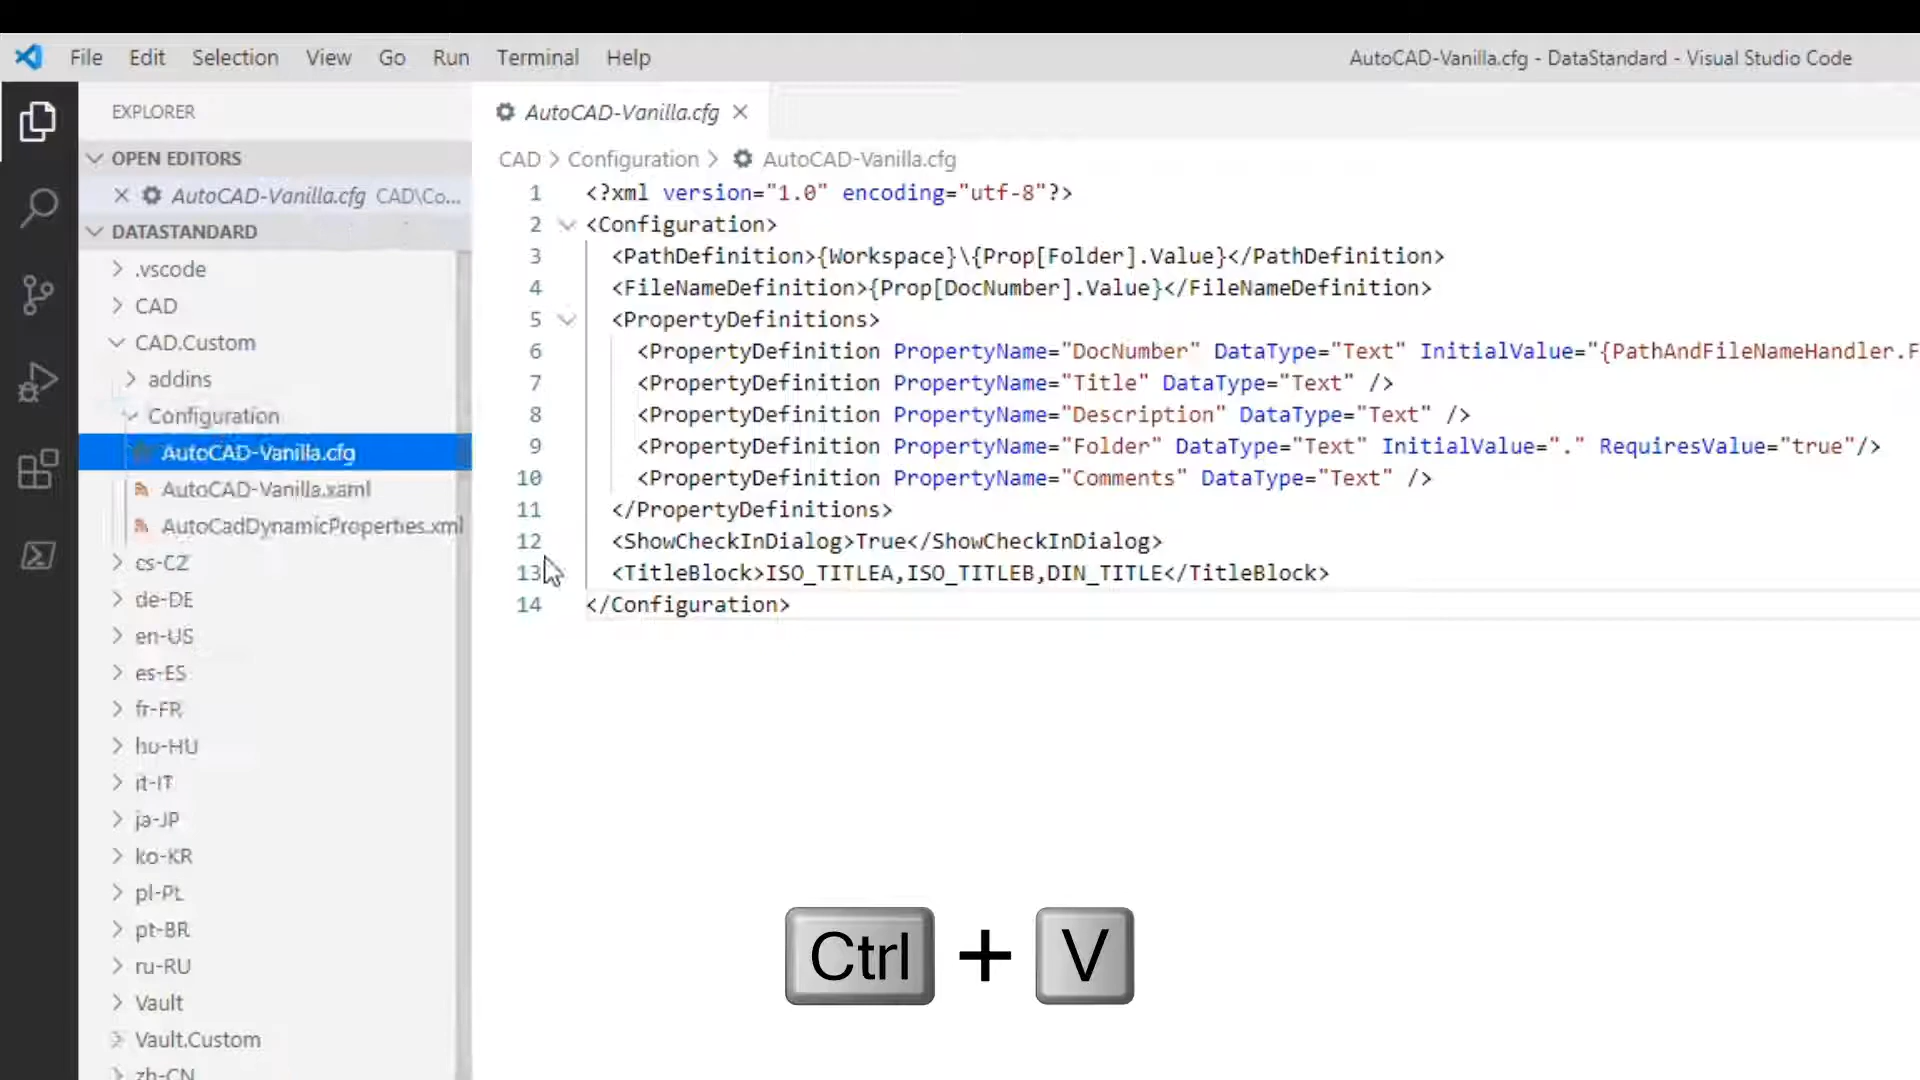 File Edit Selection View Go Run Terminal Help
AutoCAD-Vanilla.cfg - DataStandard - Visual Studio Code
EXPLORER
OPEN EDITORS
AutoCAD-Vanilla.cfg CAD\Co...
DATASTANDARD
.vscode
CAD
CAD.Custom
addins
Configuration
AutoCAD-Vanilla.cfg
AutoCAD-Vanilla.xaml
AutoCadDynamicProperties.xml
cs-CZ
de-DE
en-US
es-ES
fr-FR
hu-HU
it-IT
ja-JP
ko-KR
pl-PL
pt-BR
ru-RU
Vault
Vault.Custom
zh-CN
AutoCAD-Vanilla.cfg
CAD > Configuration > AutoCAD-Vanilla.cfg
1 <?xml version="1.0" encoding="utf-8"?>
2 <Configuration>
3 <PathDefinition>{Workspace}\{Prop[Folder].Value}</PathDefinition>
4 <FileNameDefinition>{Prop[DocNumber].Value}</FileNameDefinition>
5 <PropertyDefinitions>
6 <PropertyDefinition PropertyName="DocNumber" DataType="Text" InitialValue="{PathAndFileNameHandler.F
7 <PropertyDefinition PropertyName="Title" DataType="Text" />
8 <PropertyDefinition PropertyName="Description" DataType="Text" />
9 <PropertyDefinition PropertyName="Folder" DataType="Text" InitialValue="." RequiresValue="true"/>
10 <PropertyDefinition PropertyName="Comments" DataType="Text" />
11 </PropertyDefinitions>
12 <ShowCheckInDialog>True</ShowCheckInDialog>
13 <TitleBlock>ISO_TITLEA,ISO_TITLEB,DIN_TITLE</TitleBlock>
14 </Configuration>
Ctrl + V